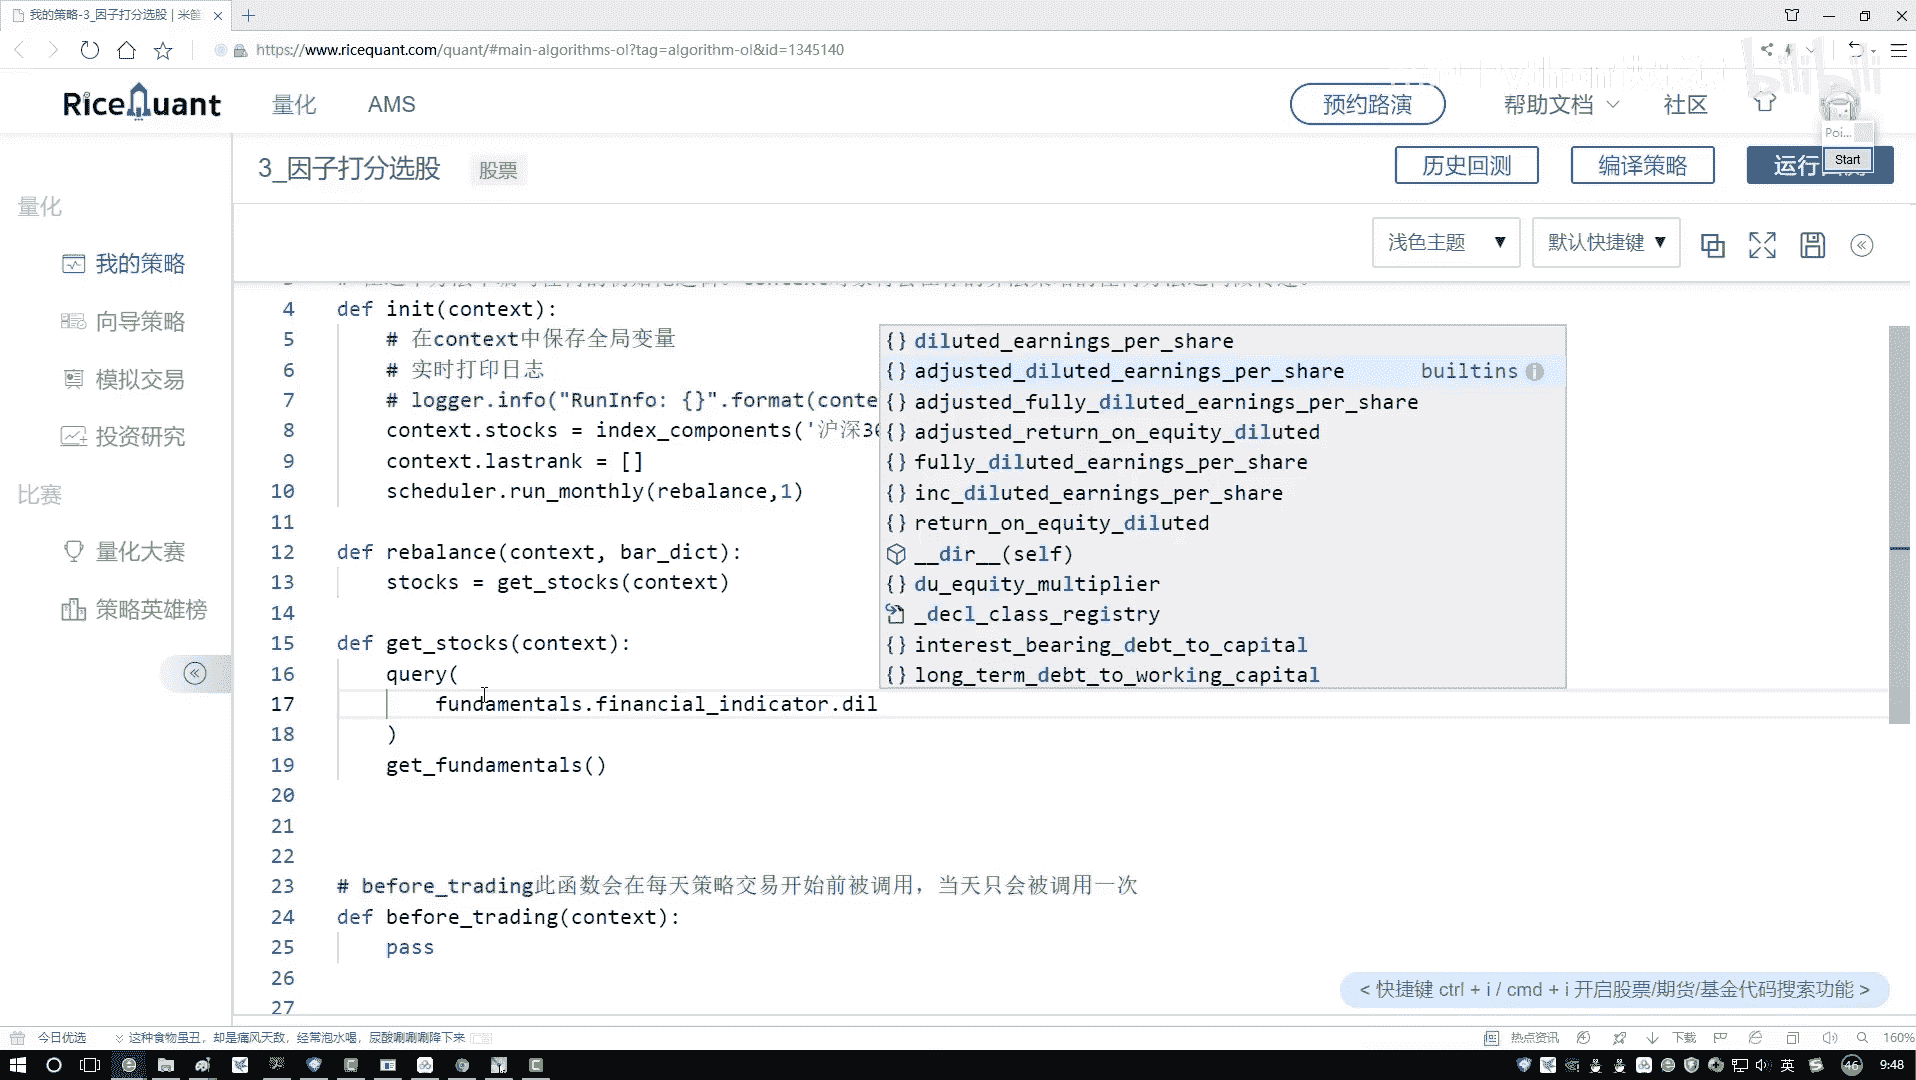 我的策略-3_因子打分选股 | 米筐
https://www.ricequant.com/quant/#main-algorithms-ol?tag=algorithm-ol&id=1345140
RiceQuant 量化 AMS 预约路演 帮助文档 社区
Poi...
Start
3_因子打分选股 股票 历史回测 编译策略 运行
浅色主题 默认快捷键
量化
我的策略
向导策略
模拟交易
投资研究
比赛
量化大赛
策略英雄榜
4 def init(context):
5 # 在context中保存全局变量
6 # 实时打印日志
7 # logger.info("RunInfo: {}".format(conte
8 context.stocks = index_components('沪深3
9 context.lastrank = []
10 scheduler.run_monthly(rebalance,1)
11
12 def rebalance(context, bar_dict):
13 stocks = get_stocks(context)
14
15 def get_stocks(context):
16 query(
17 fundamentals.financial_indicator.dil
18 )
19 get_fundamentals()
20
21
22
23 # before_trading此函数会在每天策略交易开始前被调用，当天只会被调用一次
24 def before_trading(context):
25 pass
26
27
{} diluted_earnings_per_share
{} adjusted_diluted_earnings_per_share builtins
{} adjusted_fully_diluted_earnings_per_share
{} adjusted_return_on_equity_diluted
{} fully_diluted_earnings_per_share
{} inc_diluted_earnings_per_share
{} return_on_equity_diluted
__dir__(self)
{} du_equity_multiplier
_decl_class_registry
{} interest_bearing_debt_to_capital
{} long_term_debt_to_working_capital
< 快捷键 ctrl + i / cmd + i 开启股票/期货/基金代码搜索功能 >
今日优选 这种食物虽丑，却是痛风天敌，经常泡水喝，尿酸唰唰唰降下来 热点资讯 下载 160%
英 46 9:48